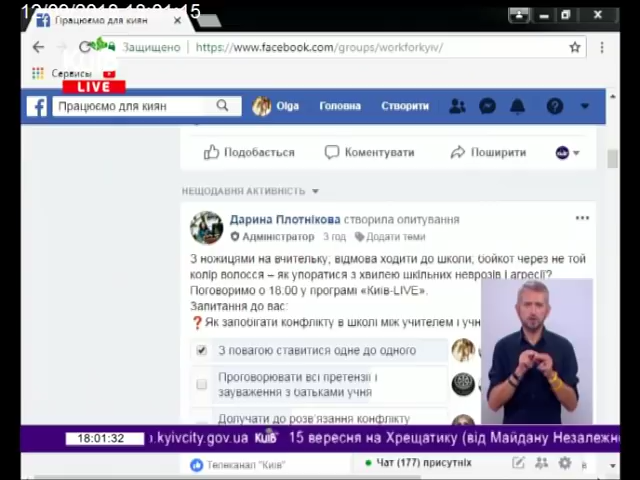 Працюємо для киян
Защищено
https://www.facebook.com/groups/workforkyiv/
Сервисы
LIVE
Працюємо для киян
Olga
Головна
Створити
Подобається
Коментувати
Поширити
НЕЩОДАВНЯ АКТИВНІСТЬ
Дарина Плотнікова створила опитування
Адміністратор
3 год
Додати теми
З ножицями на вчительку; відмова ходити до школи; бойкот через не той
колір волосся – як упоратися з хвилею шкільних неврозів і агресії?
Поговоримо о 18.00 у програмі «Київ-LIVE».
Запитання до вас:
❓Як запобігати конфлікту в школі між учителем і учн
З повагою ставитися одне до одного
Проговорювати всі претензії і
зауваження з батьками учня
Долучати до розв'язання конфлікту
18:01:32
.kyivcity.gov.ua
Київ
15 вересня на Хрещатику (від Майдану Незалежно
Телеканал "Київ"
Чат (177) присутніх